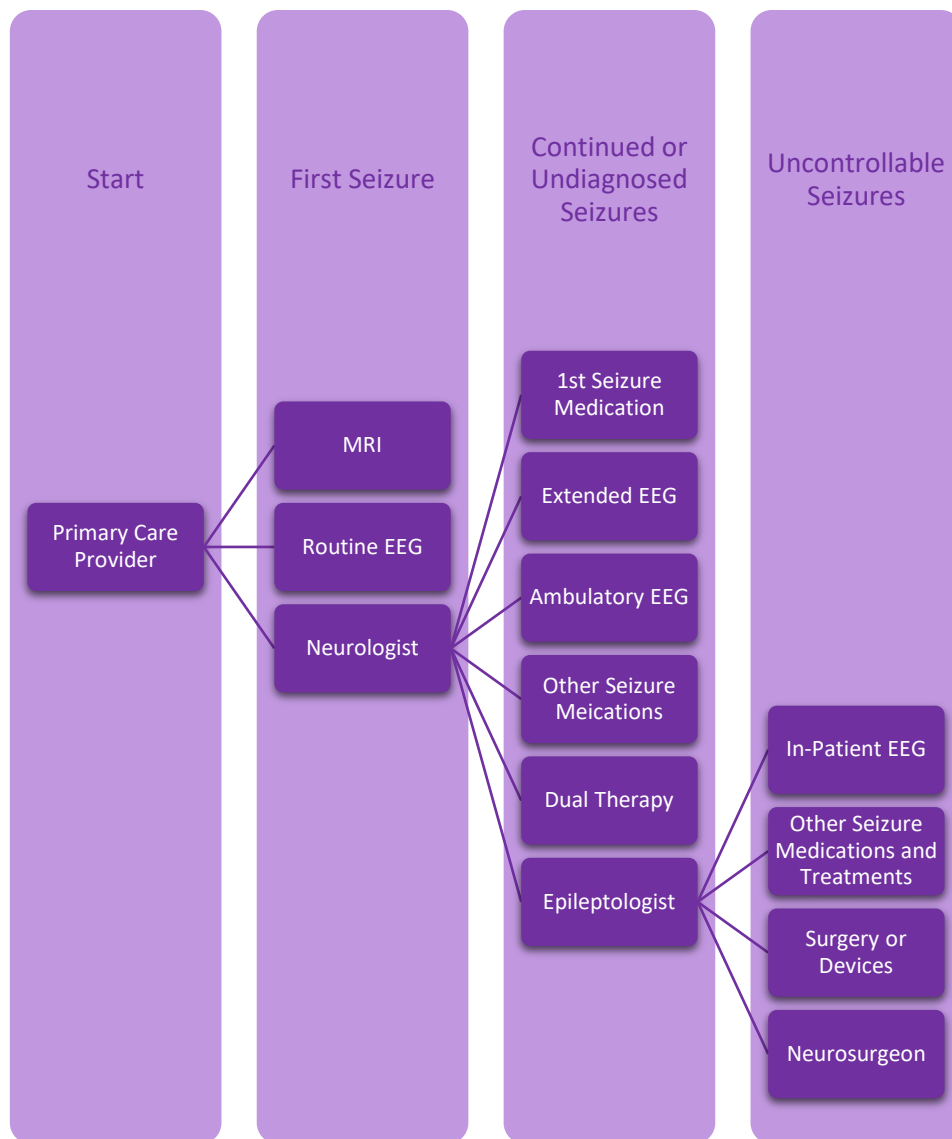 Start
First Seizure
Continued or
Undiagnosed
Seizures
Uncontrollable
Seizures
Primary Care
Provider
MRI
Routine EEG
Neurologist
1st Seizure
Medication
Extended EEG
Ambulatory EEG
Other Seizure
Meications
Dual Therapy
Epileptologist
In-Patient EEG
Other Seizure
Medications and
Treatments
Surgery or
Devices
Neurosurgeon